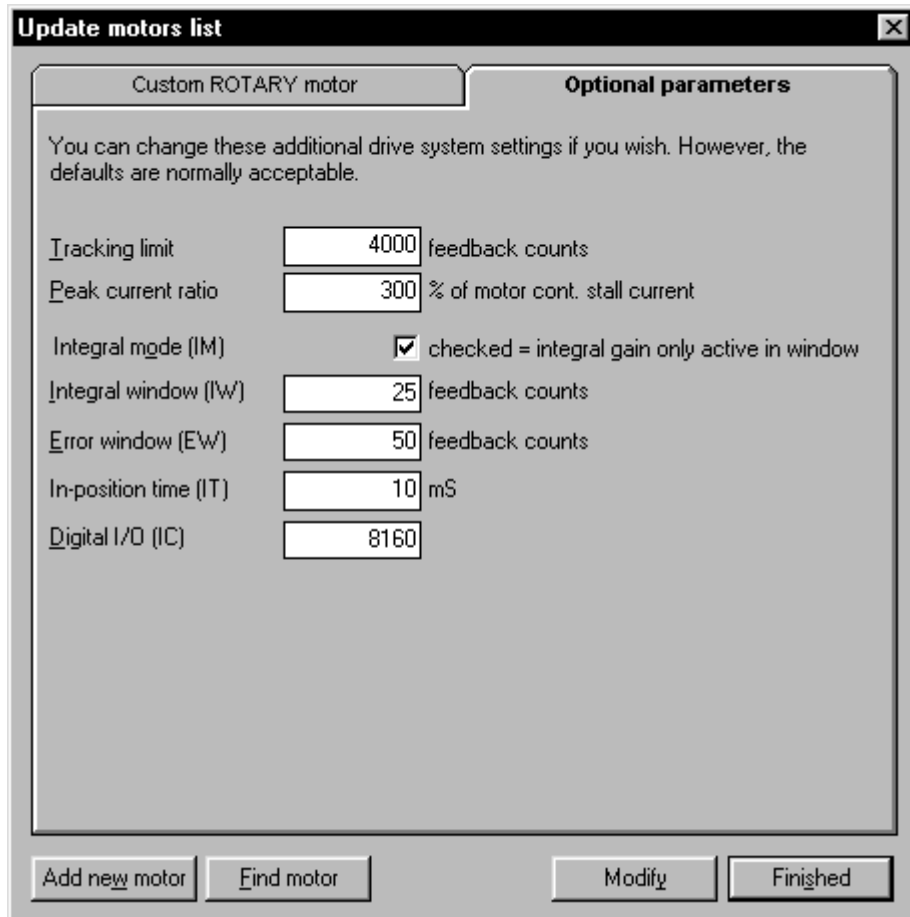 Update motors list
Custom ROTARY motor
Optional parameters
You can change these additional drive system settings if you wish. However, the
defaults are normally acceptable.
Tracking limit 4000 feedback counts
Peak current ratio 300 % of motor cont. stall current
Integral mode (IM) checked = integral gain only active in window
Integral window (IW) 25 feedback counts
Error window (EW) 50 feedback counts
In-position time (IT) 10 mS
Digital I/O (IC) 8160
Add new motor Find motor Modify Finished